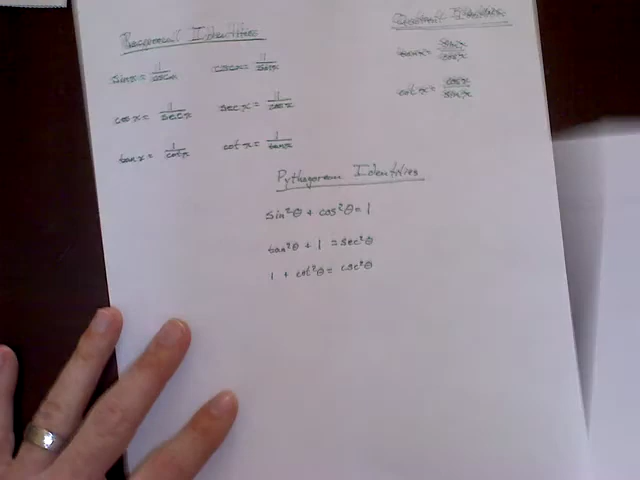 Reciprocal Identities
sin x = 1/csc x
csc x = 1/sin x
cos x = 1/sec x
sec x = 1/cos x
tan x = 1/cot x
cot x = 1/tan x
Quotient Identities
tan x = sin x/cos x
cot x = cos x/sin x
Pythagorean Identities
sin²θ + cos²θ = 1
tan²θ + 1 = sec²θ
1 + cot²θ = csc²θ